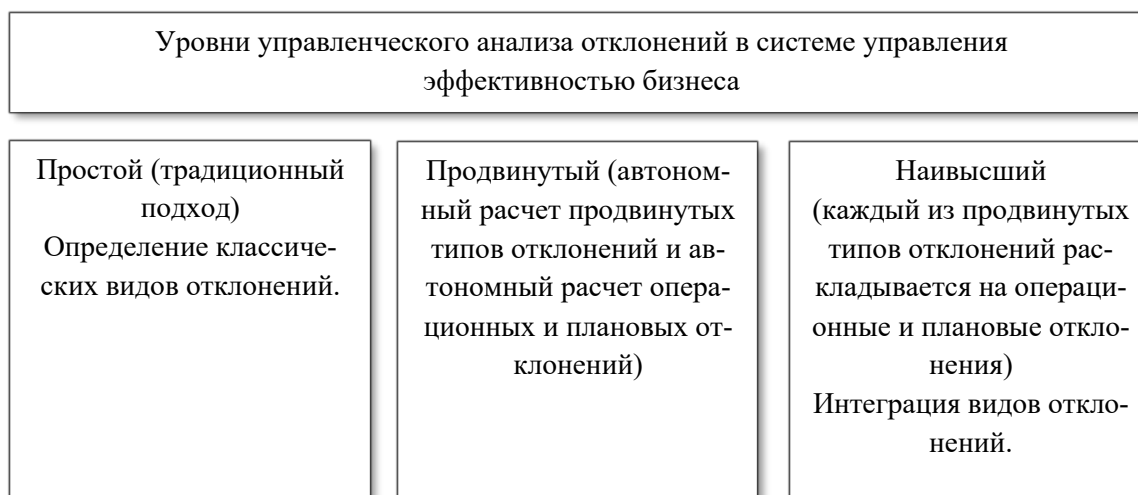 Уровни управленческого анализа отклонений в системе управления
эффективностью бизнеса
Простой (традиционный
подход)
Определение классиче-
ских видов отклонений.
Продвинутый (автоном-
ный расчет продвинутых
типов отклонений и ав-
тономный расчет опера-
ционных и плановых от-
клонений)
Наивысший
(каждый из продвинутых
типов отклонений рас-
кладывается на операци-
онные и плановые откло-
нения)
Интеграция видов откло-
нений.